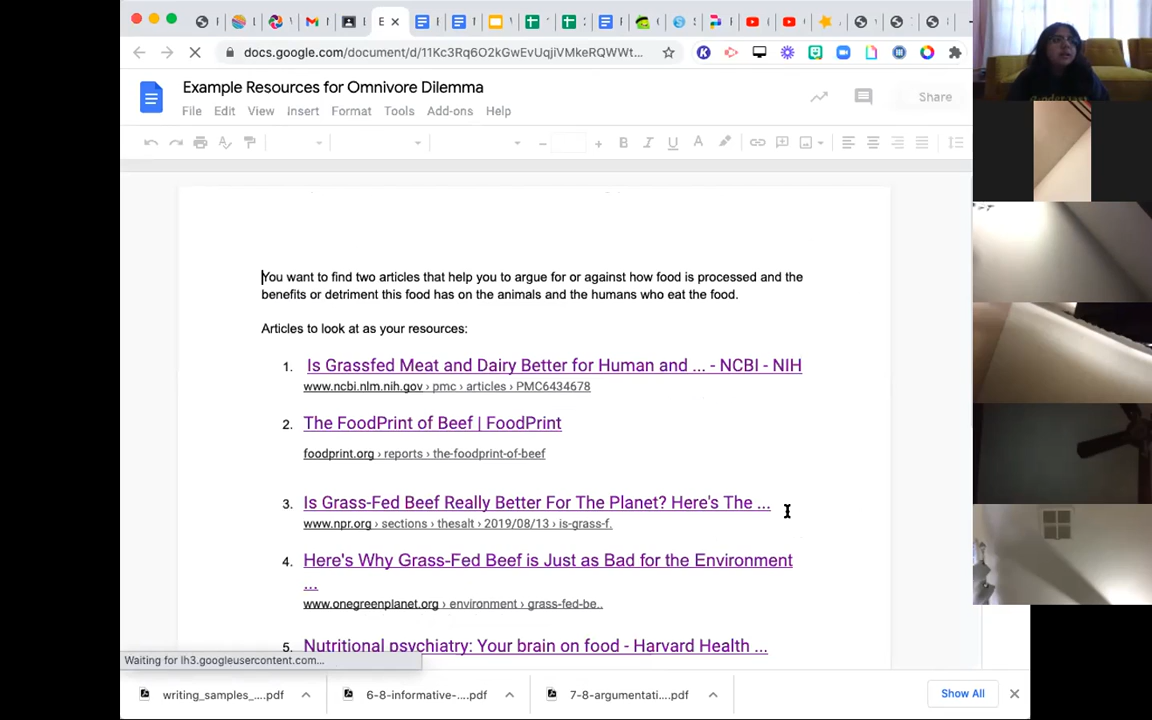 docs.google.com/document/d/11Kc3Rq6O2kGwEvUqjiVMkeRQWWt...
Example Resources for Omnivore Dilemma
File Edit View Insert Format Tools Add-ons Help
Share
You want to find two articles that help you to argue for or against how food is processed and the
benefits or detriment this food has on the animals and the humans who eat the food.
Articles to look at as your resources:
1. Is Grassfed Meat and Dairy Better for Human and ... - NCBI - NIH
www.ncbi.nlm.nih.gov › pmc › articles › PMC6434678
2. The FoodPrint of Beef | FoodPrint
foodprint.org › reports › the-foodprint-of-beef
3. Is Grass-Fed Beef Really Better For The Planet? Here's The ...
www.npr.org › sections › thesalt › 2019/08/13 › is-grass-f.
4. Here's Why Grass-Fed Beef is Just as Bad for the Environment
...
www.onegreenplanet.org › environment › grass-fed-be..
5. Nutritional psychiatry: Your brain on food - Harvard Health ...
Waiting for lh3.googleusercontent.com...
writing_samples_....pdf 6-8-informative-....pdf 7-8-argumentati....pdf Show All